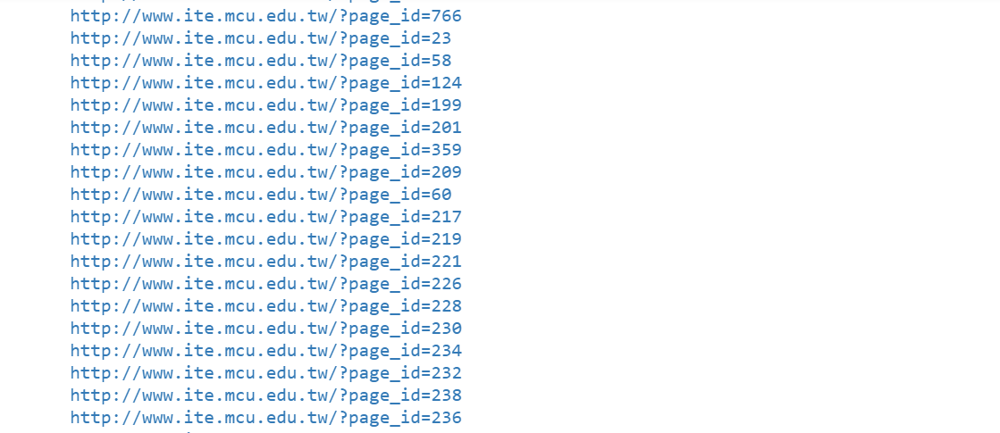 http://www.ite.mcu.edu.tw/?page_id=766
http://www.ite.mcu.edu.tw/?page_id=23
http://www.ite.mcu.edu.tw/?page_id=58
http://www.ite.mcu.edu.tw/?page_id=124
http://www.ite.mcu.edu.tw/?page_id=199
http://www.ite.mcu.edu.tw/?page_id=201
http://www.ite.mcu.edu.tw/?page_id=359
http://www.ite.mcu.edu.tw/?page_id=209
http://www.ite.mcu.edu.tw/?page_id=60
http://www.ite.mcu.edu.tw/?page_id=217
http://www.ite.mcu.edu.tw/?page_id=219
http://www.ite.mcu.edu.tw/?page_id=221
http://www.ite.mcu.edu.tw/?page_id=226
http://www.ite.mcu.edu.tw/?page_id=228
http://www.ite.mcu.edu.tw/?page_id=230
http://www.ite.mcu.edu.tw/?page_id=234
http://www.ite.mcu.edu.tw/?page_id=232
http://www.ite.mcu.edu.tw/?page_id=238
http://www.ite.mcu.edu.tw/?page_id=236